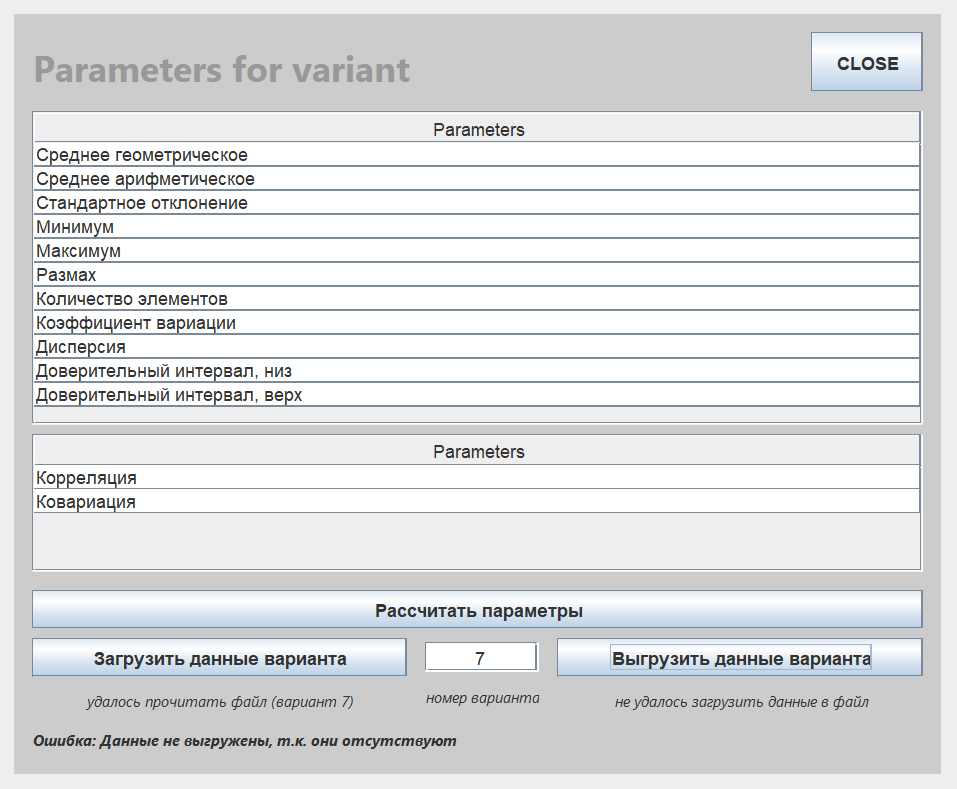 Parameters for variant
CLOSE
Parameters
Среднее геометрическое
Среднее арифметическое
Стандартное отклонение
Минимум
Максимум
Размах
Количество элементов
Коэффициент вариации
Дисперсия
Доверительный интервал, низ
Доверительный интервал, верх
Parameters
Корреляция
Ковариация
Рассчитать параметры
Загрузить данные варианта
7
Выгрузить данные варианта
удалось прочитать файл (вариант 7)
номер варианта
не удалось загрузить данные в файл
Ошибка: Данные не выгружены, т.к. они отсутствуют